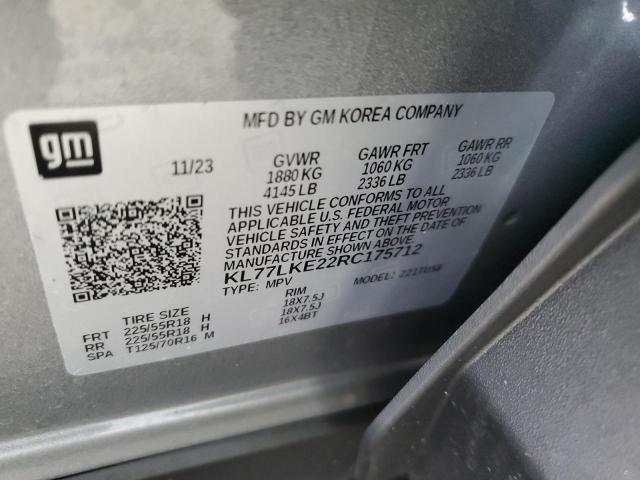 gm
MFD BY GM KOREA COMPANY
11/23 GVWR GAWR FRT GAWR RR
1880 KG 1060 KG 1060 KG
4145 LB 2336 LB 2336 LB
THIS VEHICLE CONFORMS TO ALL
APPLICABLE U.S. FEDERAL MOTOR
VEHICLE SAFETY AND THEFT PREVENTION
STANDARDS IN EFFECT ON THE DATE OF
MANUFACTURE SHOWN ABOVE.
KL77LKE22RC175712
TYPE: MPV MODEL:
TIRE SIZE RIM
FRT 225/55R18 H 18X7.5J
RR 225/55R18 H 18X7.5J
SPA T125/70R16 M 16X4BT